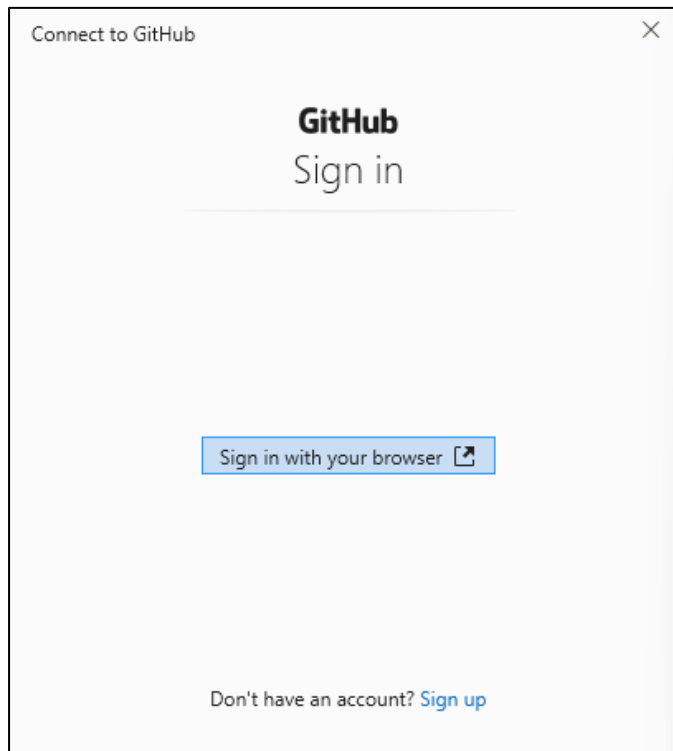 Connect to GitHub
GitHub
Sign in
Sign in with your browser
Don't have an account? Sign up